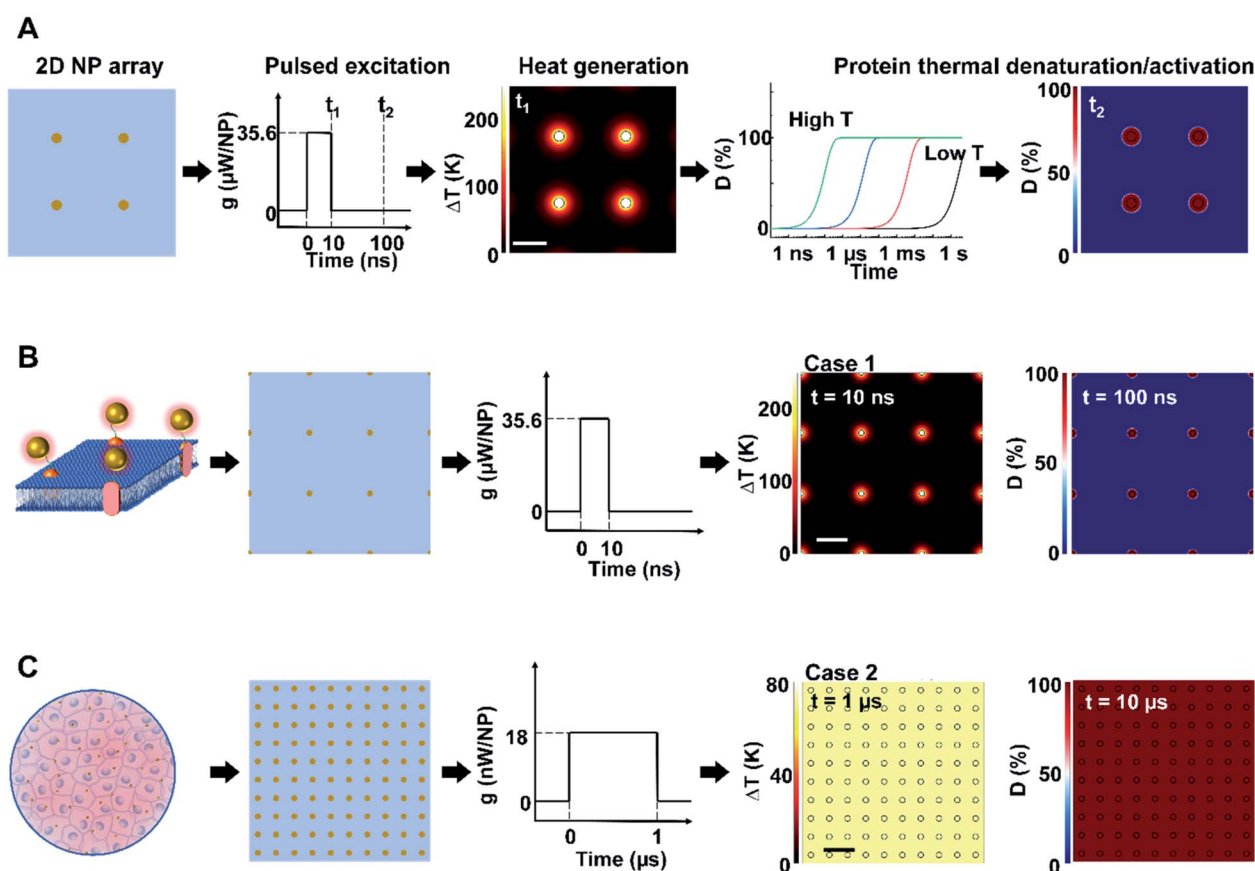 A
2D NP array
Pulsed excitation
Heat generation
Protein thermal denaturation/activation
g (µW/NP)
35.6
0
t₁
t₂
0 10 100
Time (ns)
ΔT (K)
200
100
0
t₁
D (%)
100
0
High T
Low T
1 ns 1 µs 1 ms 1 s
Time
D (%)
100
50
0
t₂
B
g (µW/NP)
35.6
0
0 10
Time (ns)
Case 1
t = 10 ns
ΔT (K)
200
100
0
t = 100 ns
D (%)
100
50
0
C
g (nW/NP)
18
0
0 1
Time (µs)
Case 2
t = 1 µs
ΔT (K)
80
40
0
t = 10 µs
D (%)
100
50
0